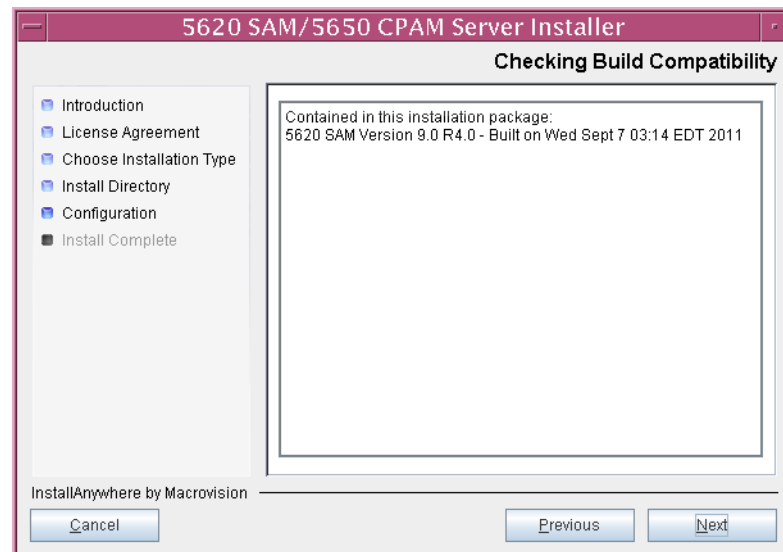 5620 SAM/5650 CPAM Server Installer
Checking Build Compatibility
Introduction
License Agreement
Choose Installation Type
Install Directory
Configuration
Install Complete
Contained in this installation package:
5620 SAM Version 9.0 R4.0 - Built on Wed Sept 7 03:14 EDT 2011
InstallAnywhere by Macrovision
Cancel
Previous
Next